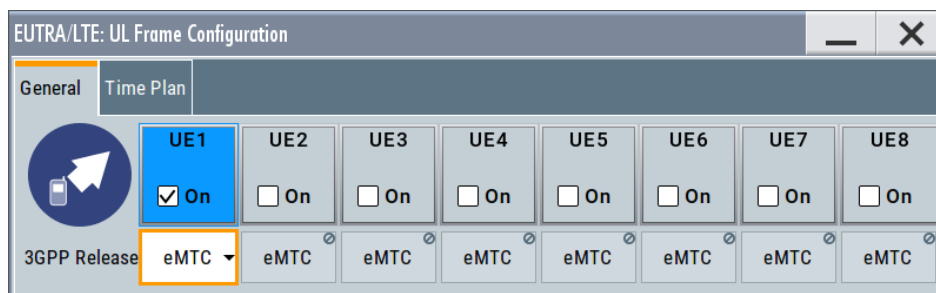 EUTRA/LTE: UL Frame Configuration
General Time Plan
UE1 UE2 UE3 UE4 UE5 UE6 UE7 UE8
On On On On On On On On
3GPP Release eMTC eMTC eMTC eMTC eMTC eMTC eMTC eMTC